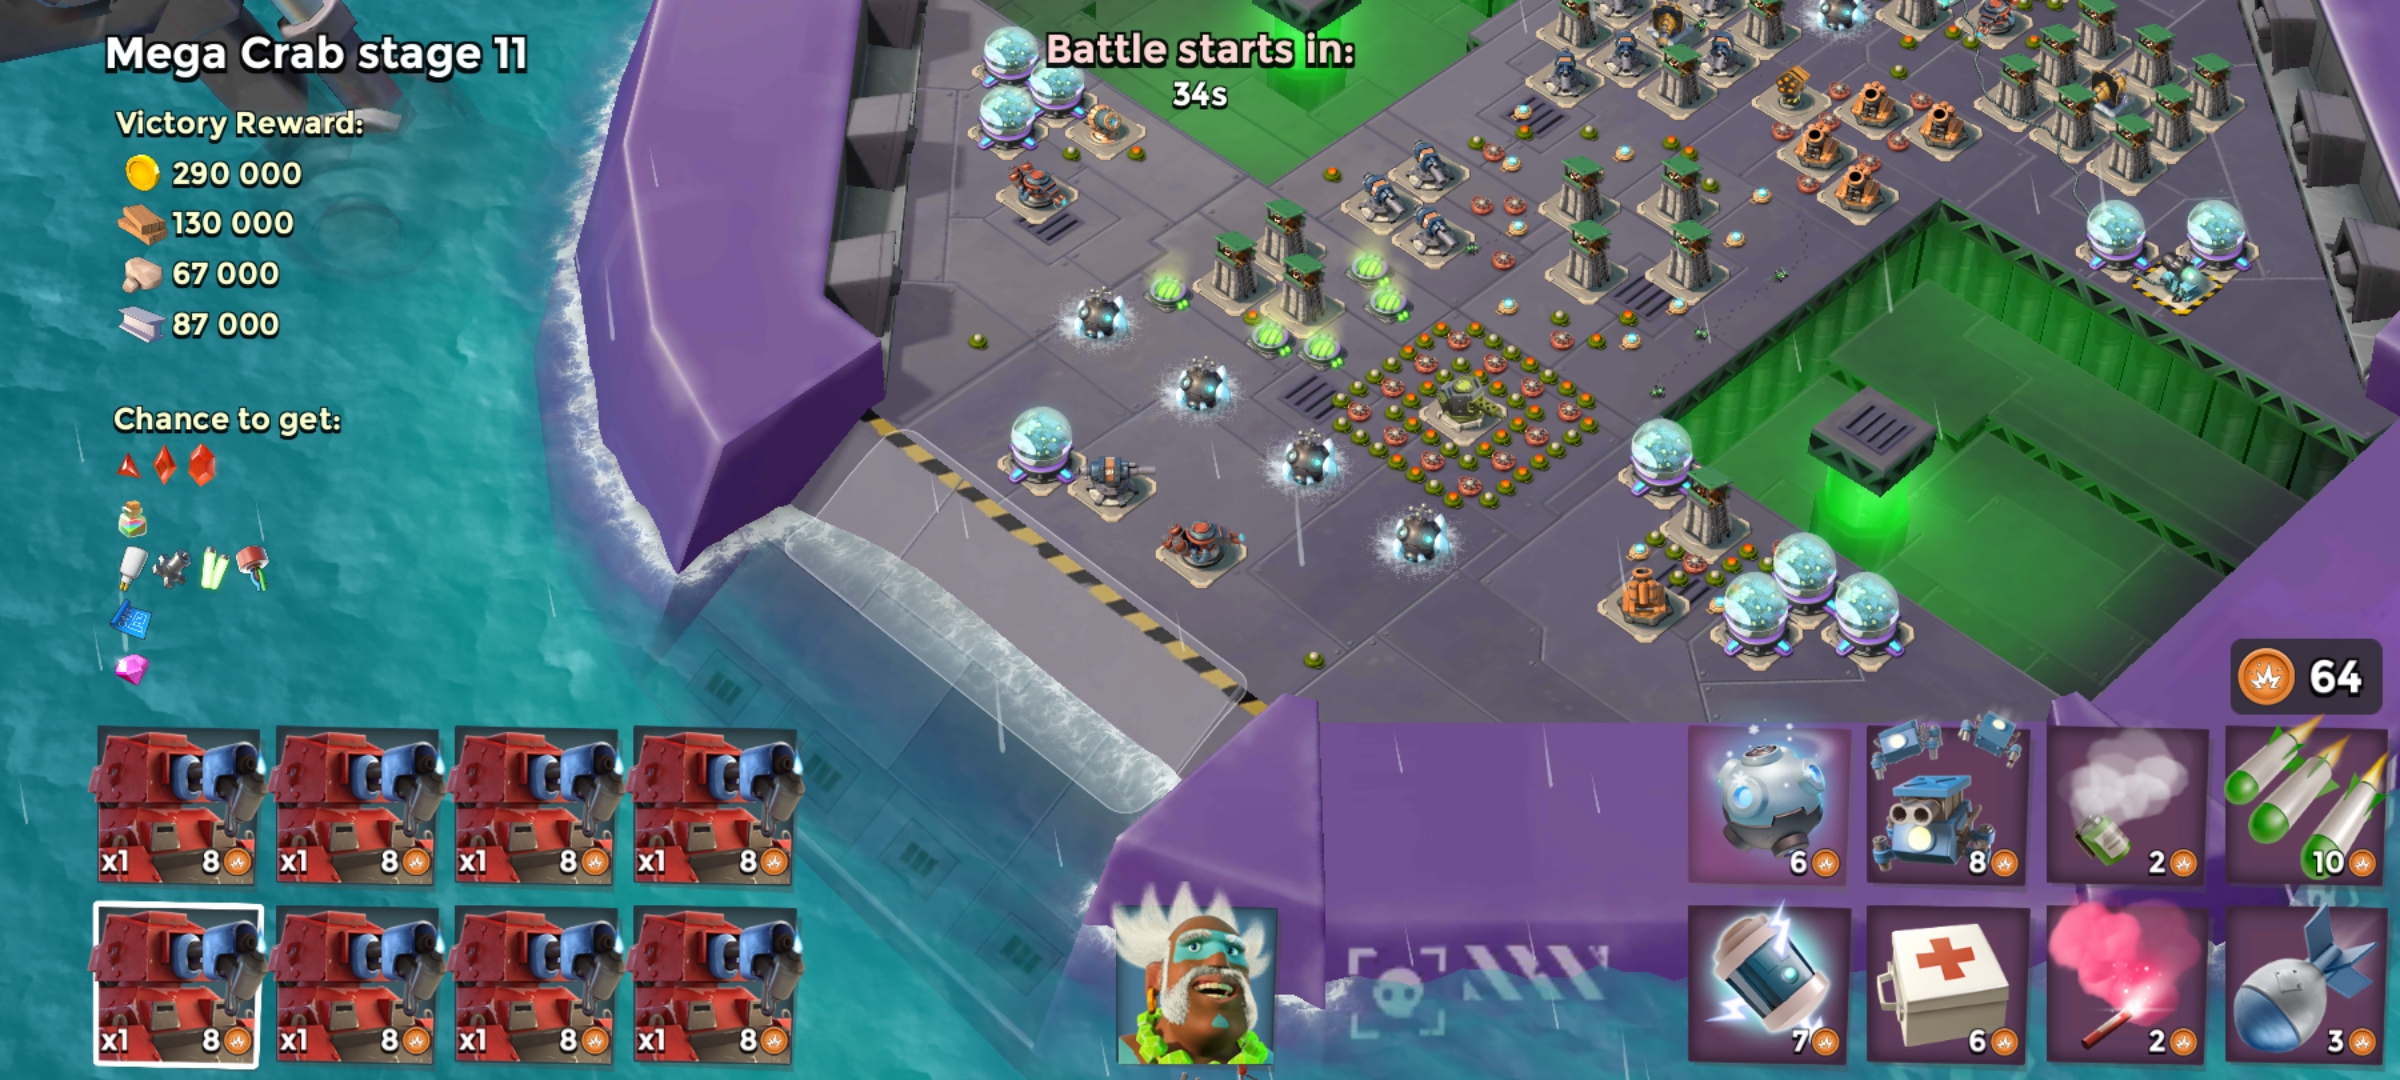 Mega Crab stage 11
Battle starts in:
34s
Victory Reward:
290 000
130 000
67 000
87 000
Chance to get:
64
x1 8
x1 8
x1 8
x1 8
6
8
2
10
x1 8
x1 8
x1 8
x1 8
7
6
2
3